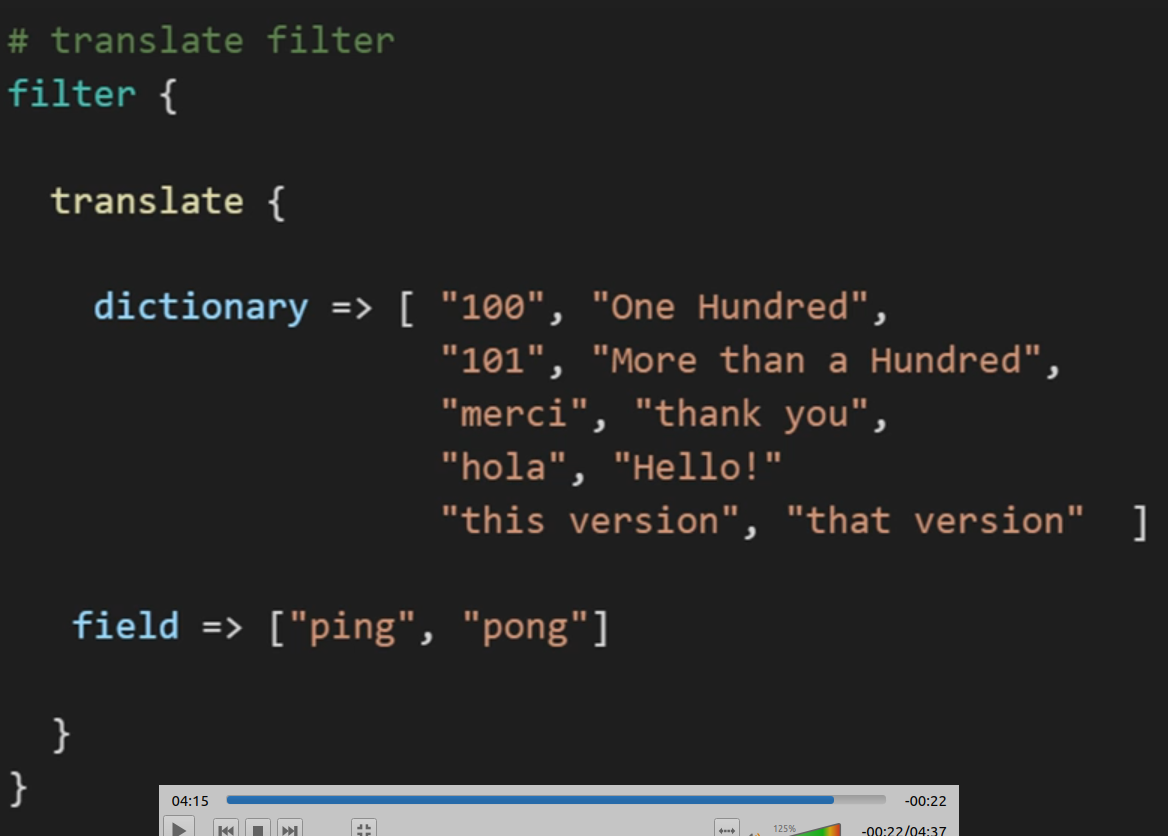 # translate filter
filter {
translate {
dictionary => [ "100", "One Hundred",
"101", "More than a Hundred",
"merci", "thank you",
"hola", "Hello!"
"this version", "that version" ]
field => ["ping", "pong"]
}
}
04:15 -00:22
125% -00:22/04:37